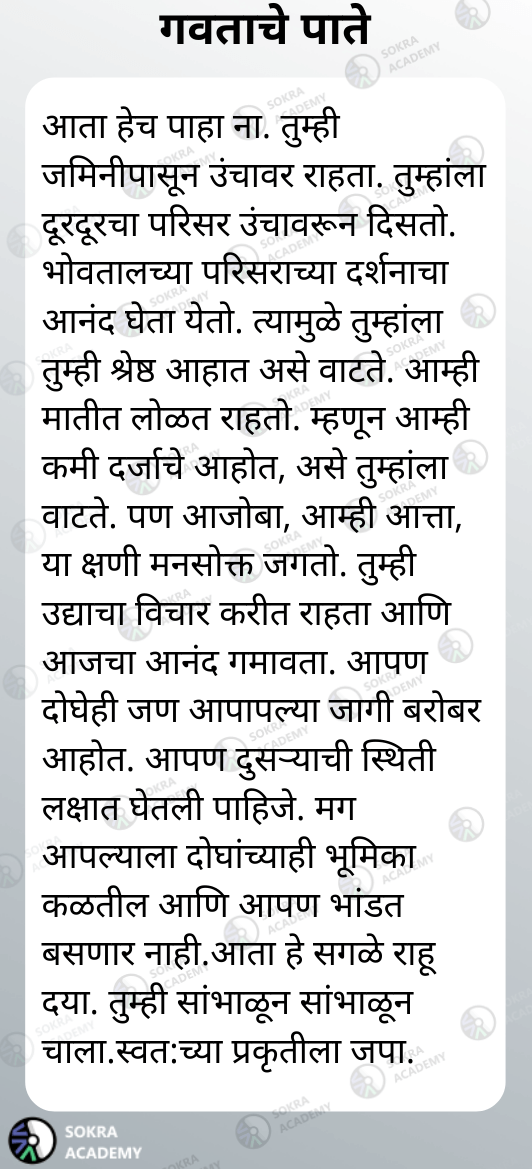 गवताचे पाते
आता हेच पाहा ना. तुम्ही
जमिनीपासून उंचावर राहता. तुम्हांला
दूरदूरचा परिसर उंचावरून दिसतो.
भोवतालच्या परिसराच्या दर्शनाचा
आनंद घेता येतो. त्यामुळे तुम्हांला
तुम्ही श्रेष्ठ आहात असे वाटते. आम्ही
मातीत लोळत राहतो. म्हणून आम्ही
कमी दर्जाचे आहोत, असे तुम्हांला
वाटते. पण आजोबा, आम्ही आत्ता,
या क्षणी मनसोक्त जगतो. तुम्ही
उद्याचा विचार करीत राहता आणि
आजचा आनंद गमावता. आपण
दोघेही जण आपापल्या जागी बरोबर
आहोत. आपण दुसऱ्याची स्थिती
लक्षात घेतली पाहिजे. मग
आपल्याला दोघांच्याही भूमिका
कळतील आणि आपण भांडत
बसणार नाही.आता हे सगळे राहू
दया. तुम्ही सांभाळून सांभाळून
चाला.स्वत:च्या प्रकृतीला जपा.
SOKRA
ACADEMY